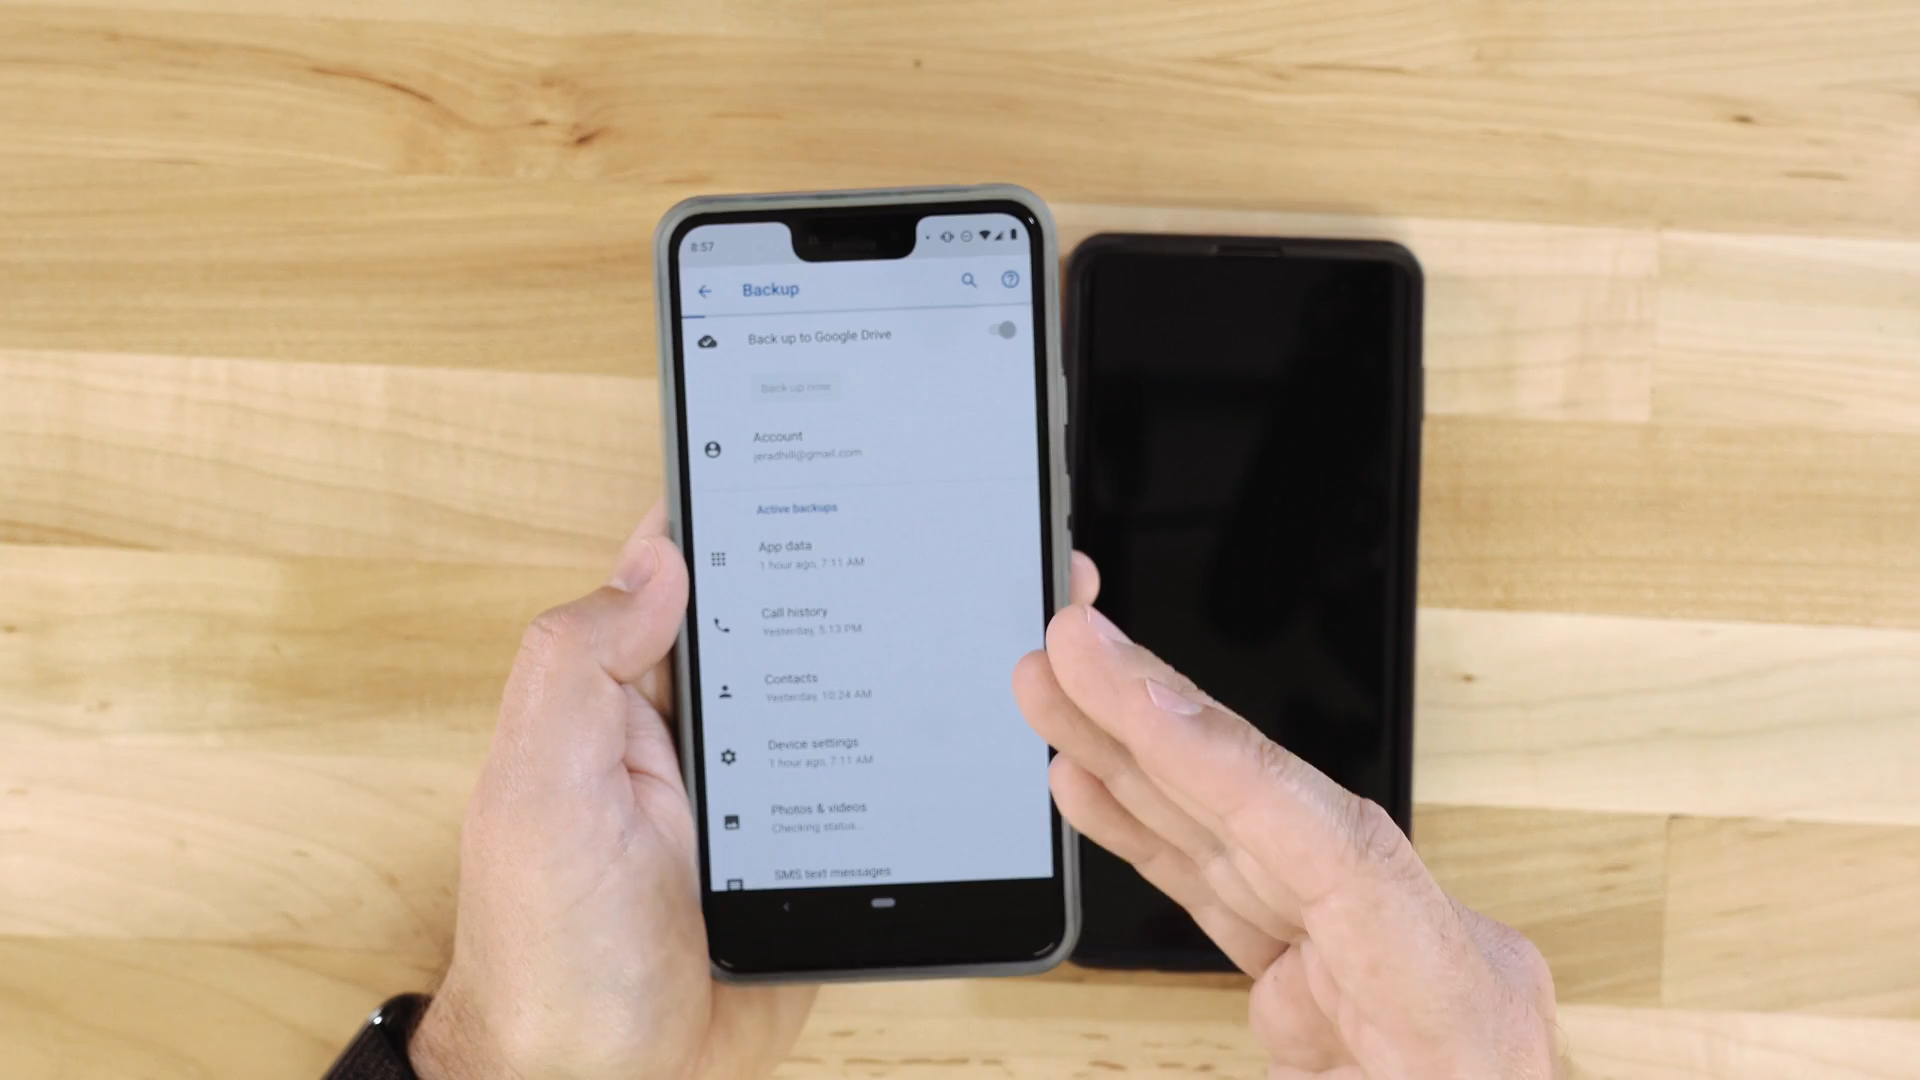 8:57
Backup
Back up to Google Drive
Back up now
Account
jeradhill@gmail.com
Active backups
App data
1 hour ago, 7:11 AM
Call history
Yesterday, 5:13 PM
Contacts
Yesterday, 10:24 AM
Device settings
1 hour ago, 7:11 AM
Photos & videos
Checking status...
SMS text messages